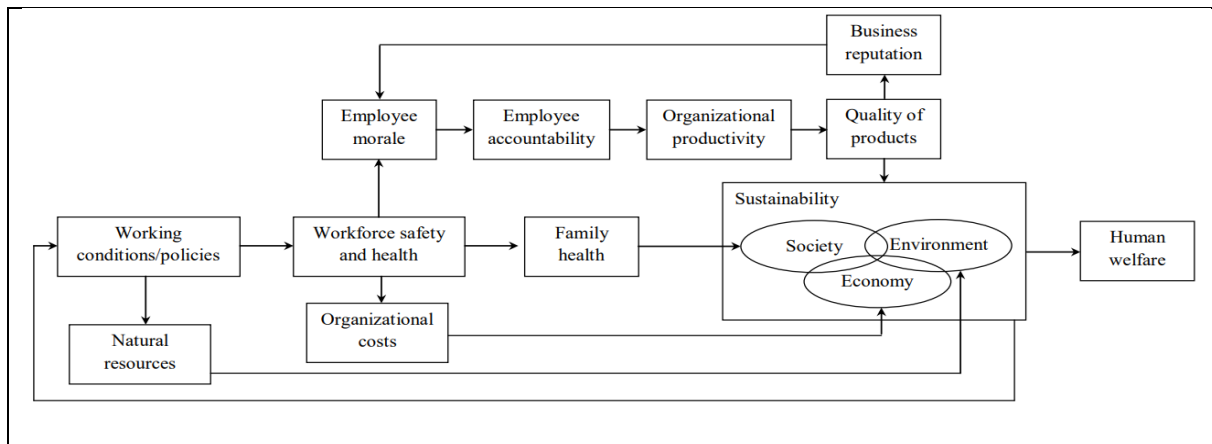 Business
reputation
Employee
morale
Employee
accountability
Organizational
productivity
Quality of
products
Sustainability
Working
conditions/policies
Workforce safety
and health
Family
health
Society
Environment
Economy
Human
welfare
Natural
resources
Organizational
costs